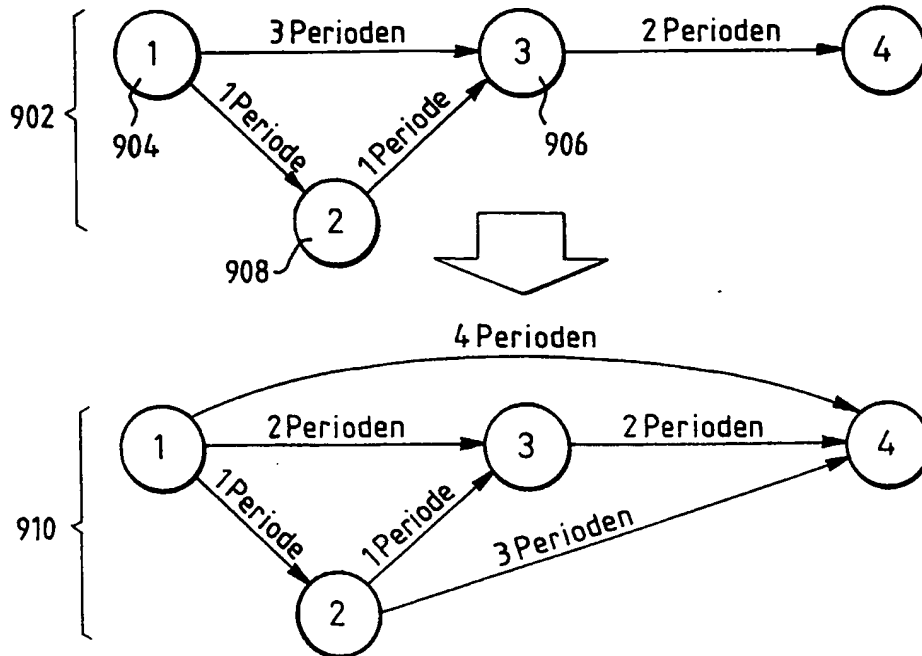 1
3 Perioden
3
2 Perioden
4
902
904
1 Periode
1 Periode
906
2
908
4 Perioden
1
2 Perioden
3
2 Perioden
4
910
1 Periode
1 Periode
3 Perioden
2